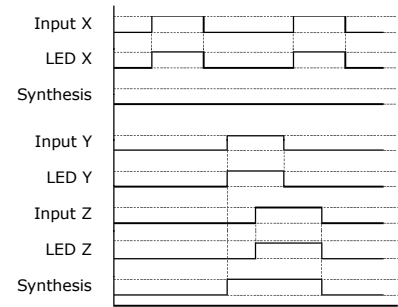 Input X
LED X
Synthesis
Input Y
LED Y
Input Z
LED Z
Synthesis